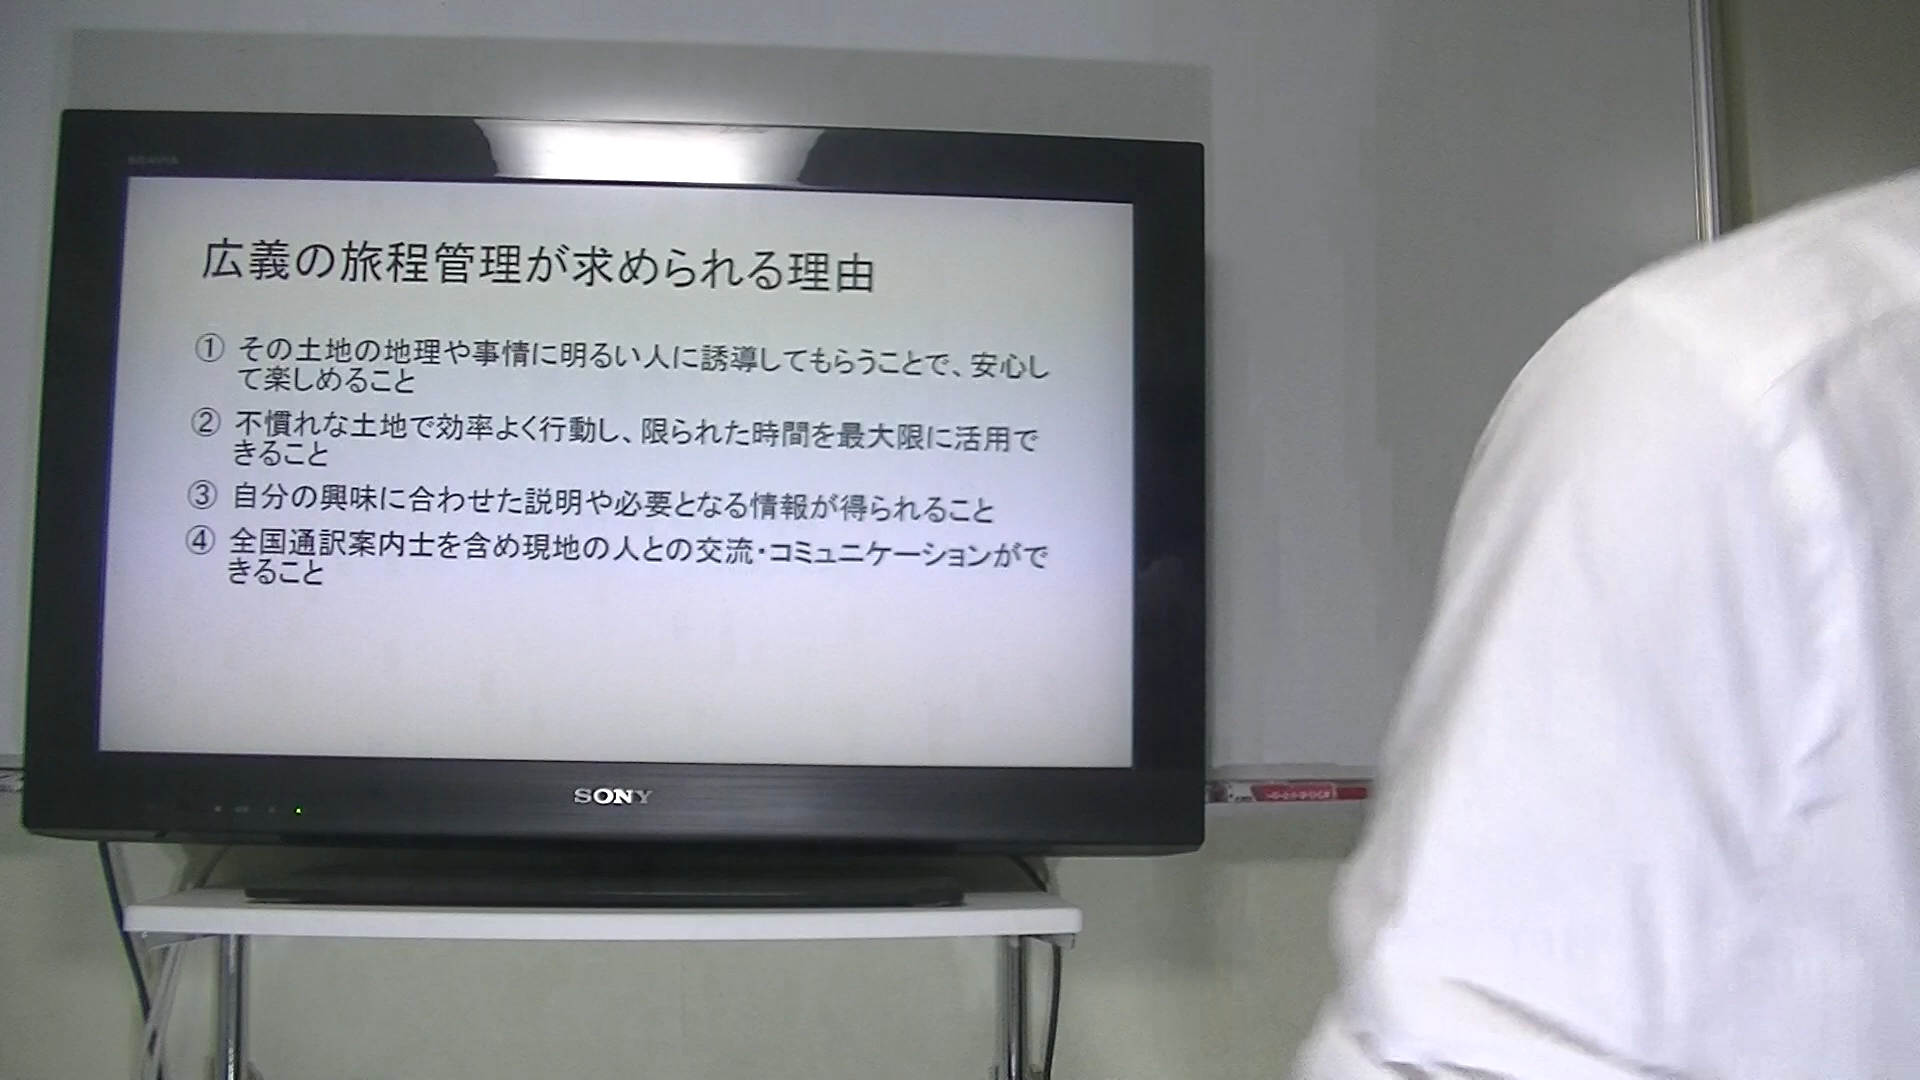 BRAVIA
広義の旅程管理が求められる理由
① その土地の地理や事情に明るい人に誘導してもらうことで、安心し
て楽しめること
② 不慣れな土地で効率よく行動し、限られた時間を最大限に活用で
きること
③ 自分の興味に合わせた説明や必要となる情報が得られること
④ 全国通訳案内士を含め現地の人との交流・コミュニケーションがで
きること
SONY